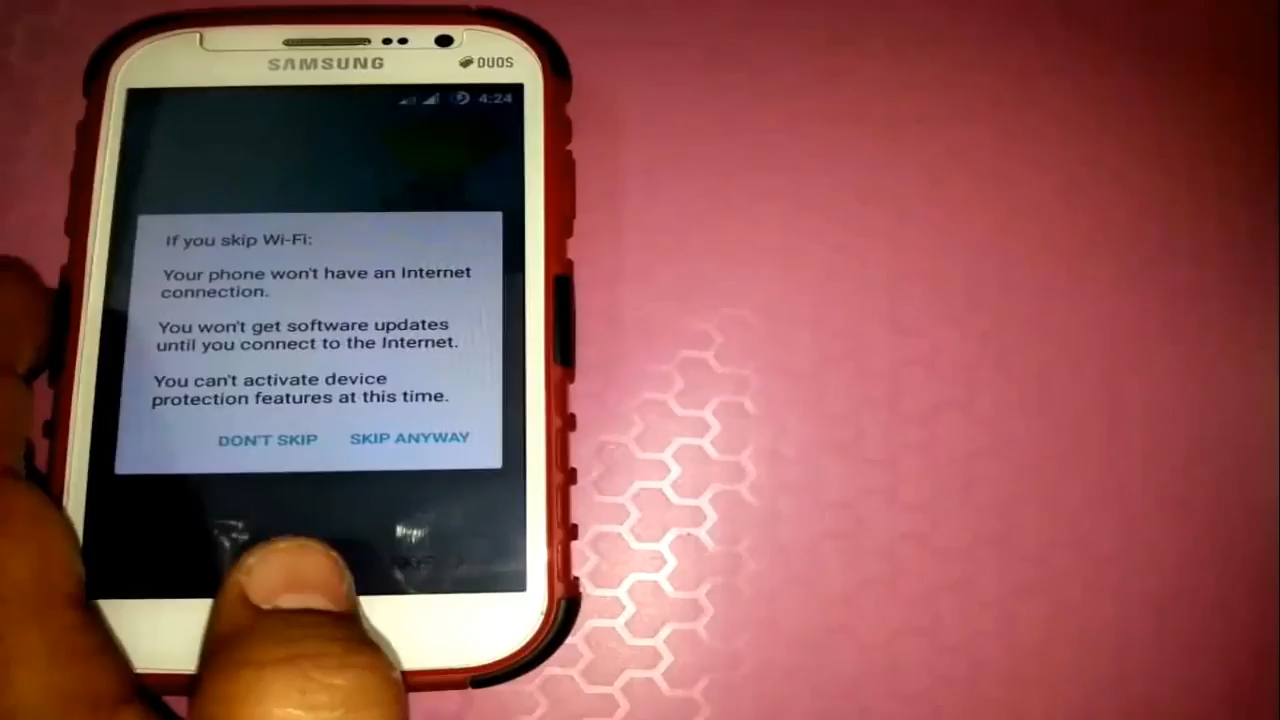 SAMSUNG
DUOS
4:24
If you skip Wi-Fi:
Your phone won't have an Internet
connection.
You won't get software updates
until you connect to the Internet.
You can't activate device
protection features at this time.
DON'T SKIP
SKIP ANYWAY